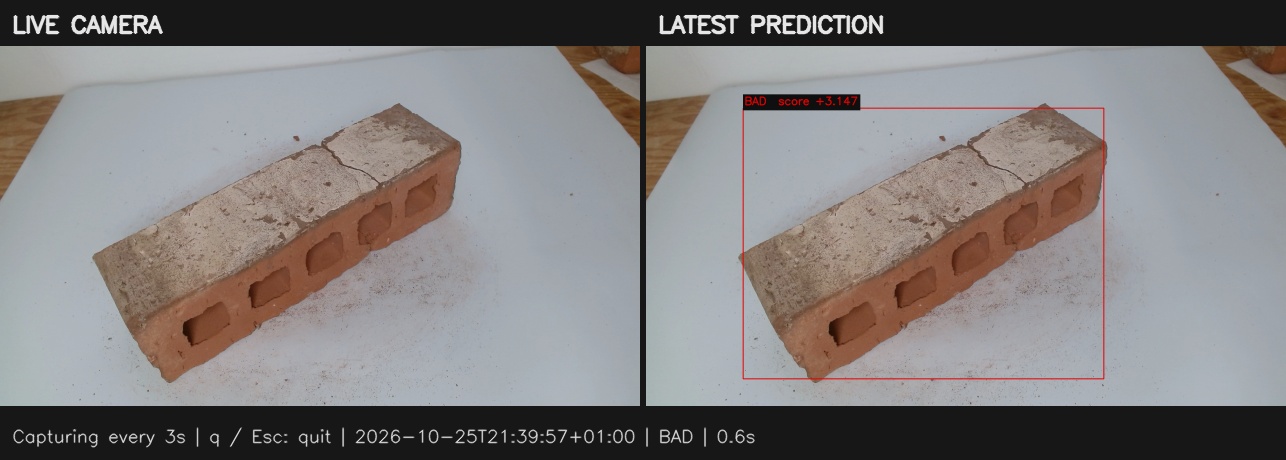 LIVE CAMERA
LATEST PREDICTION
BAD score +3.147
Capturing every 3s | q / Esc: quit | 2026-10-25T21:39:57+01:00 | BAD | 0.6s